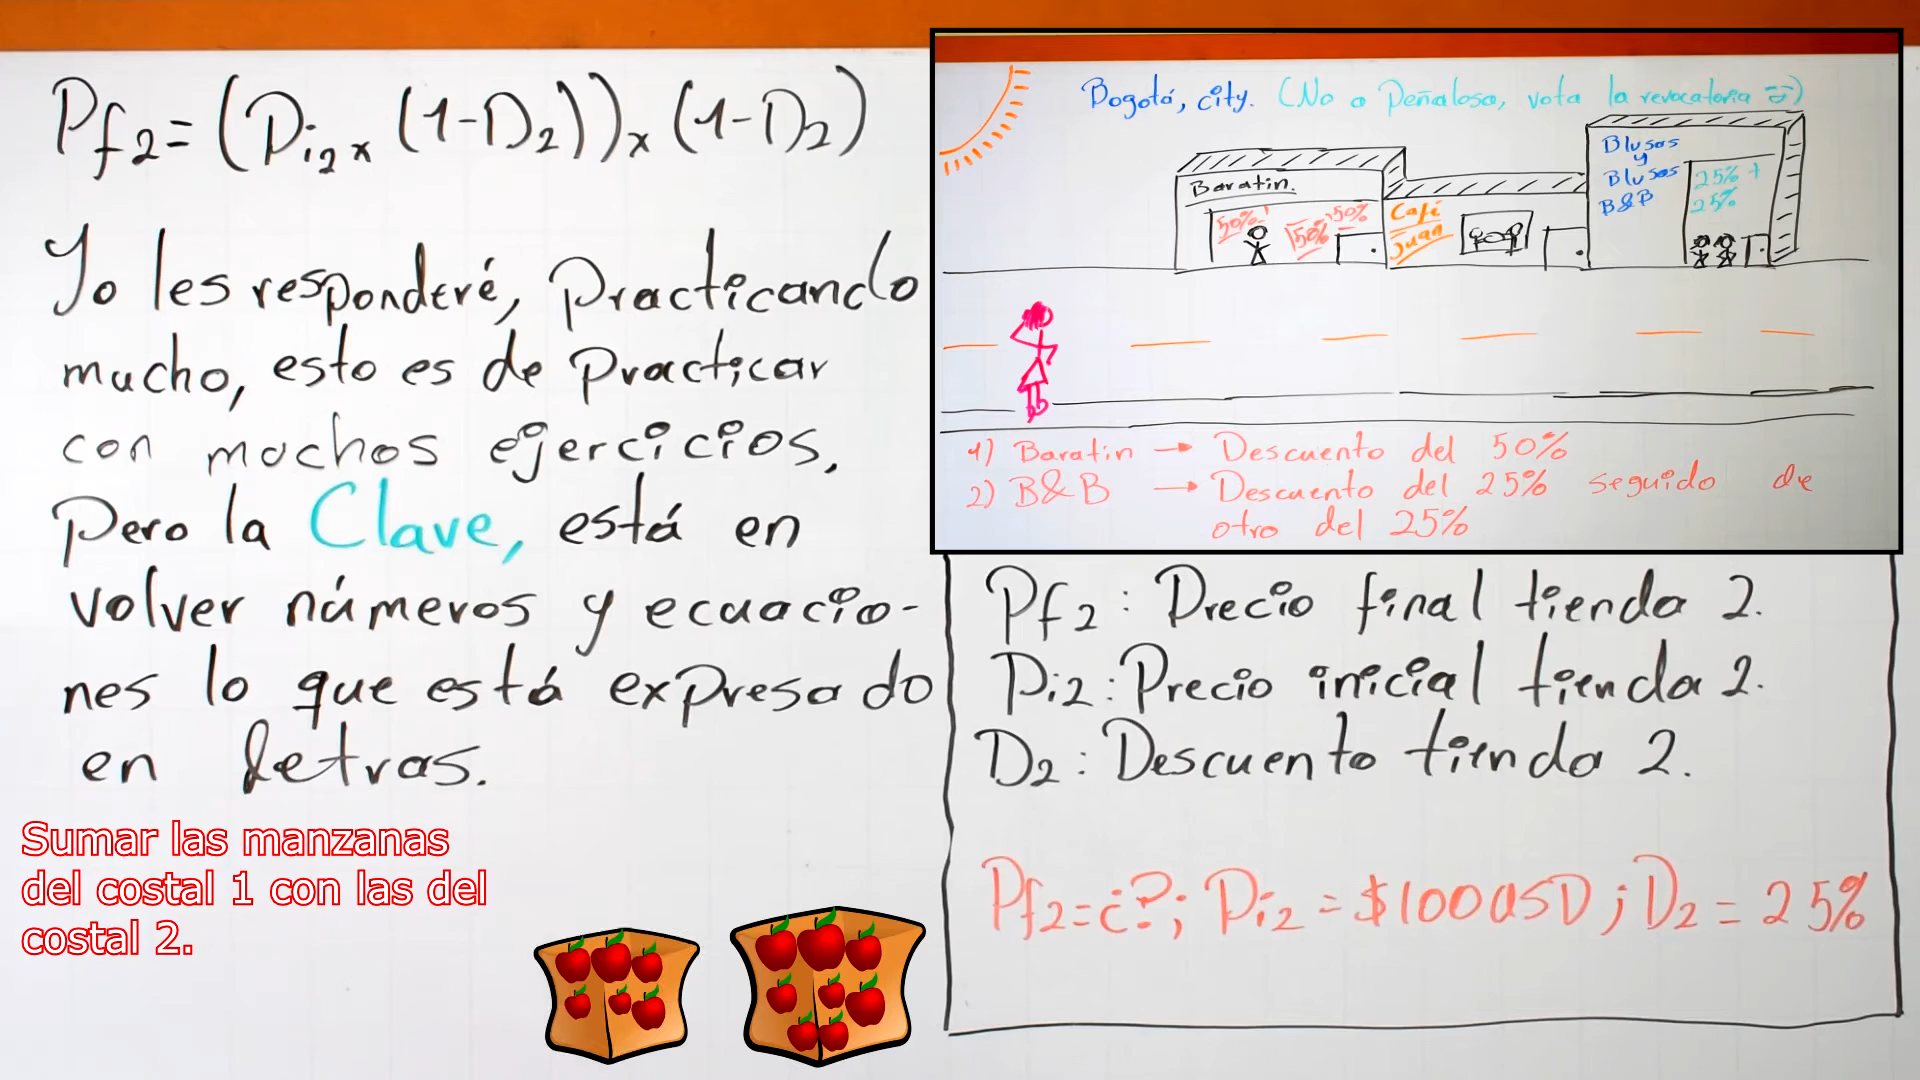 Pf2 = (Pi2 x (1-D2)) x (1-D2)
Yo les responderé, Practicando
mucho, esto es de Practicar
con muchos ejercicios,
Pero la Clave, está en
volver números y ecuacio-
nes lo que está expresado
en letras.
Sumar las manzanas
del costal 1 con las del
costal 2.
Bogotá, city. (No a Peñalosa, vota la revocatoria =)
Baratin.
50%
50%
50%
Café
Juan
Blusas
y
Blusas
B&B
25% +
25%
1) Baratin → Descuento del 50%
2) B&B → Descuento del 25% seguido de
otro del 25%
Pf2: Precio final tienda 2.
Pi2: Precio inicial tienda 2.
D2: Descuento tienda 2.
Pf2=¿?; Pi2 = $100 USD; D2 = 25%